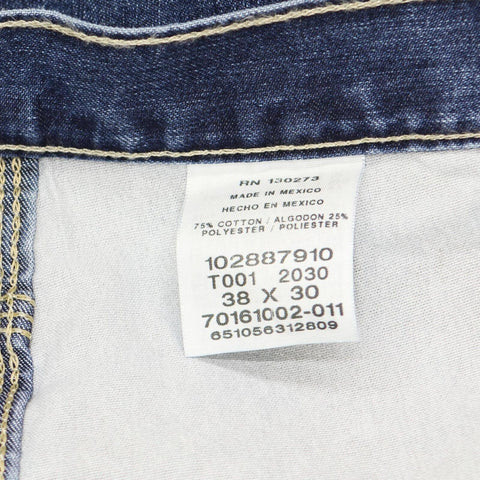 RN 130273
MADE IN MEXICO
HECHO EN MEXICO
75% COTTON / ALGODON 25%
POLYESTER / POLIESTER
102887910
T001 2030
38 X 30
70161002-011
651056312809